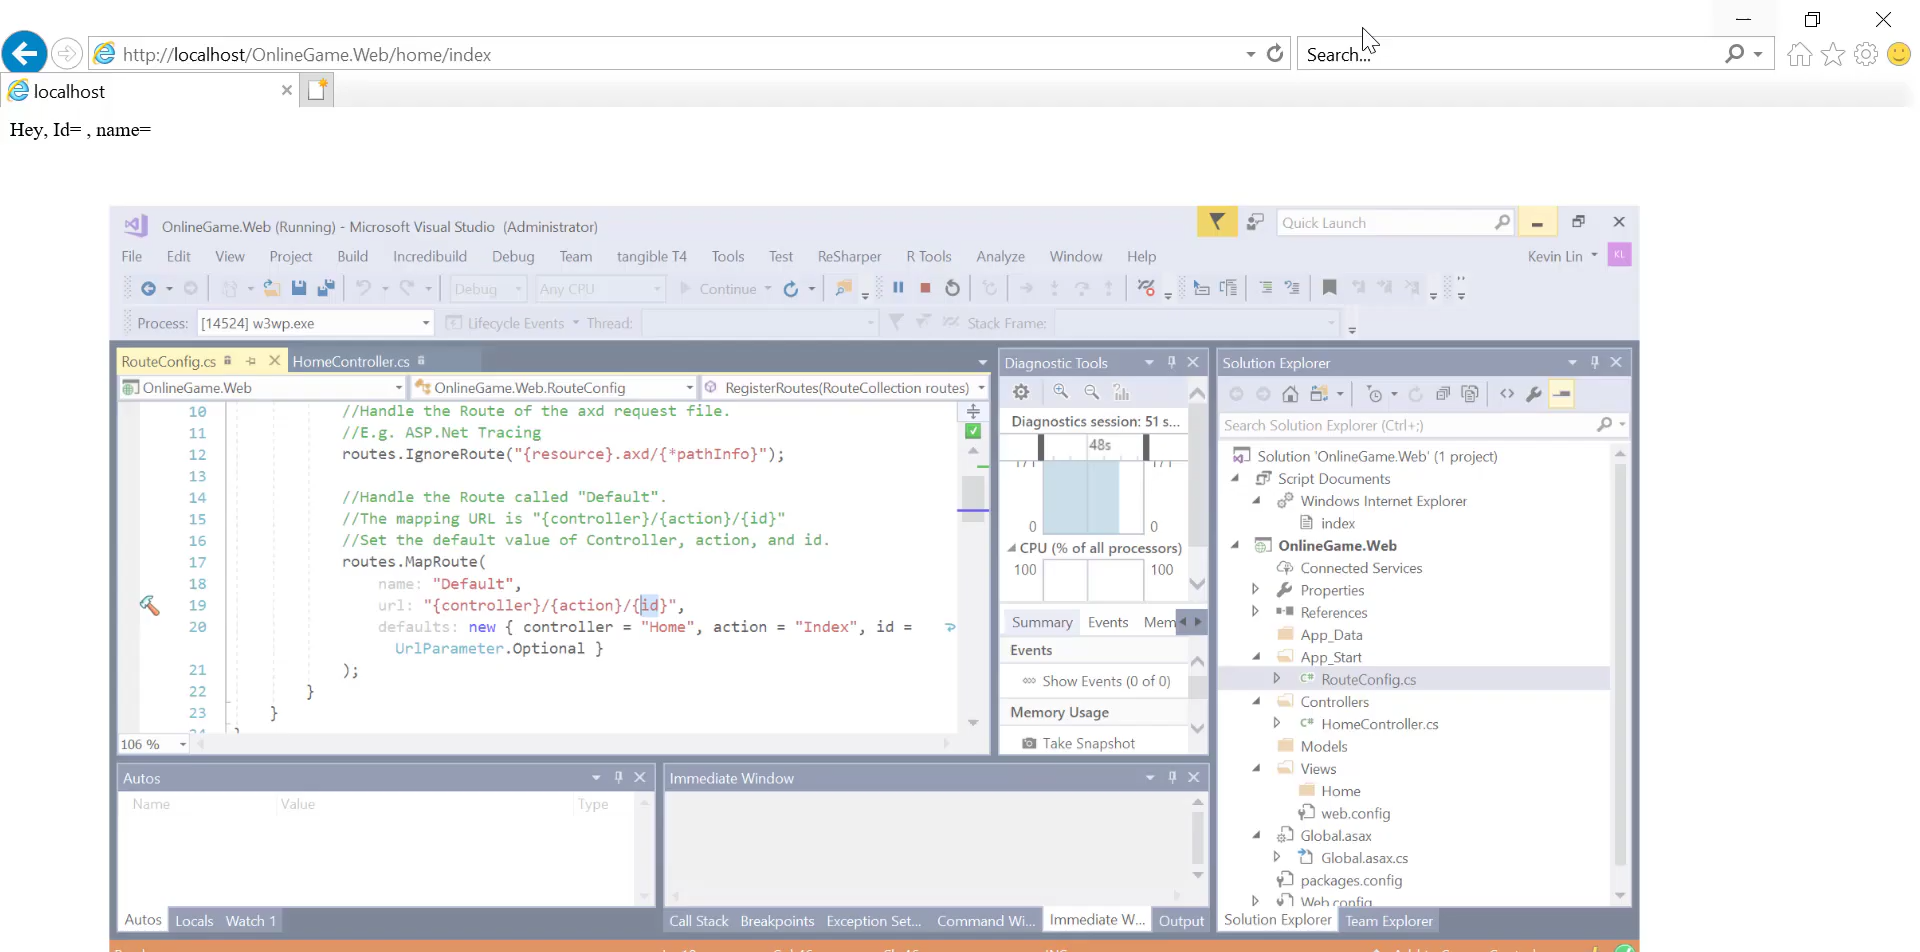 http://localhost/OnlineGame.Web/home/index
Search...
localhost
Hey, Id= , name=
OnlineGame.Web (Running) - Microsoft Visual Studio (Administrator)
Quick Launch
File Edit View Project Build Incredibuild Debug Team tangible T4 Tools Test ReSharper R Tools Analyze Window Help
Kevin Lin KL
Debug Any CPU Continue
Process: [14524] w3wp.exe Lifecycle Events Thread: Stack Frame:
RouteConfig.cs HomeController.cs
OnlineGame.Web OnlineGame.Web.RouteConfig RegisterRoutes(RouteCollection routes)
10 //Handle the Route of the axd request file.
11 //E.g. ASP.Net Tracing
12 routes.IgnoreRoute("{resource}.axd/{*pathInfo}");
13
14 //Handle the Route called "Default".
15 //The mapping URL is "{controller}/{action}/{id}"
16 //Set the default value of Controller, action, and id.
17 routes.MapRoute(
18 name: "Default",
19 url: "{controller}/{action}/{id}",
20 defaults: new { controller = "Home", action = "Index", id =
UrlParameter.Optional }
21 );
22 }
23 }
106 %
Diagnostic Tools
Diagnostics session: 51 s...
48s
0 0
CPU (% of all processors)
100 100
Summary Events Mem
Events
Show Events (0 of 0)
Memory Usage
Take Snapshot
Solution Explorer
Search Solution Explorer (Ctrl+;)
Solution 'OnlineGame.Web' (1 project)
Script Documents
Windows Internet Explorer
index
OnlineGame.Web
Connected Services
Properties
References
App_Data
App_Start
RouteConfig.cs
Controllers
HomeController.cs
Models
Views
Home
web.config
Global.asax
Global.asax.cs
packages.config
Web.config
Solution Explorer Team Explorer
Autos
Name Value Type
Autos Locals Watch 1
Immediate Window
Call Stack Breakpoints Exception Set... Command Wi... Immediate W... Output